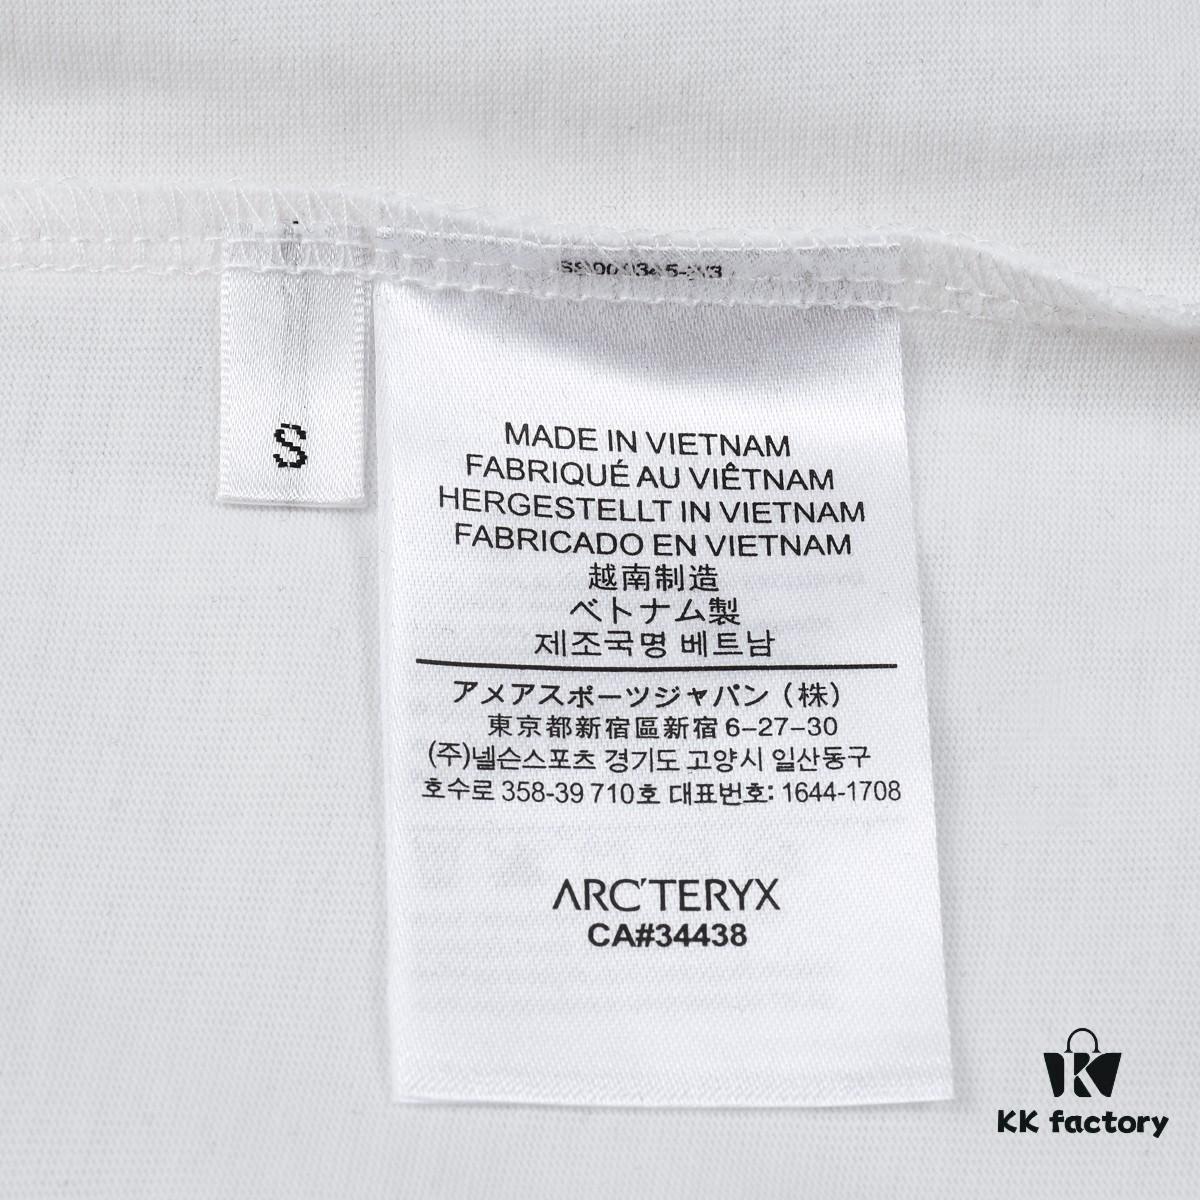 S
MADE IN VIETNAM
FABRIQUÉ AU VIÊTNAM
HERGESTELLT IN VIETNAM
FABRICADO EN VIETNAM
越南制造
ベトナム製
제조국명 베트남
アメアスポーツジャパン（株）
東京都新宿區新宿6-27-30
(주)넬슨스포츠 경기도 고양시 일산동구
호수로 358-39 710호 대표번호: 1644-1708
ARC'TERYX
CA#34438
KK factory